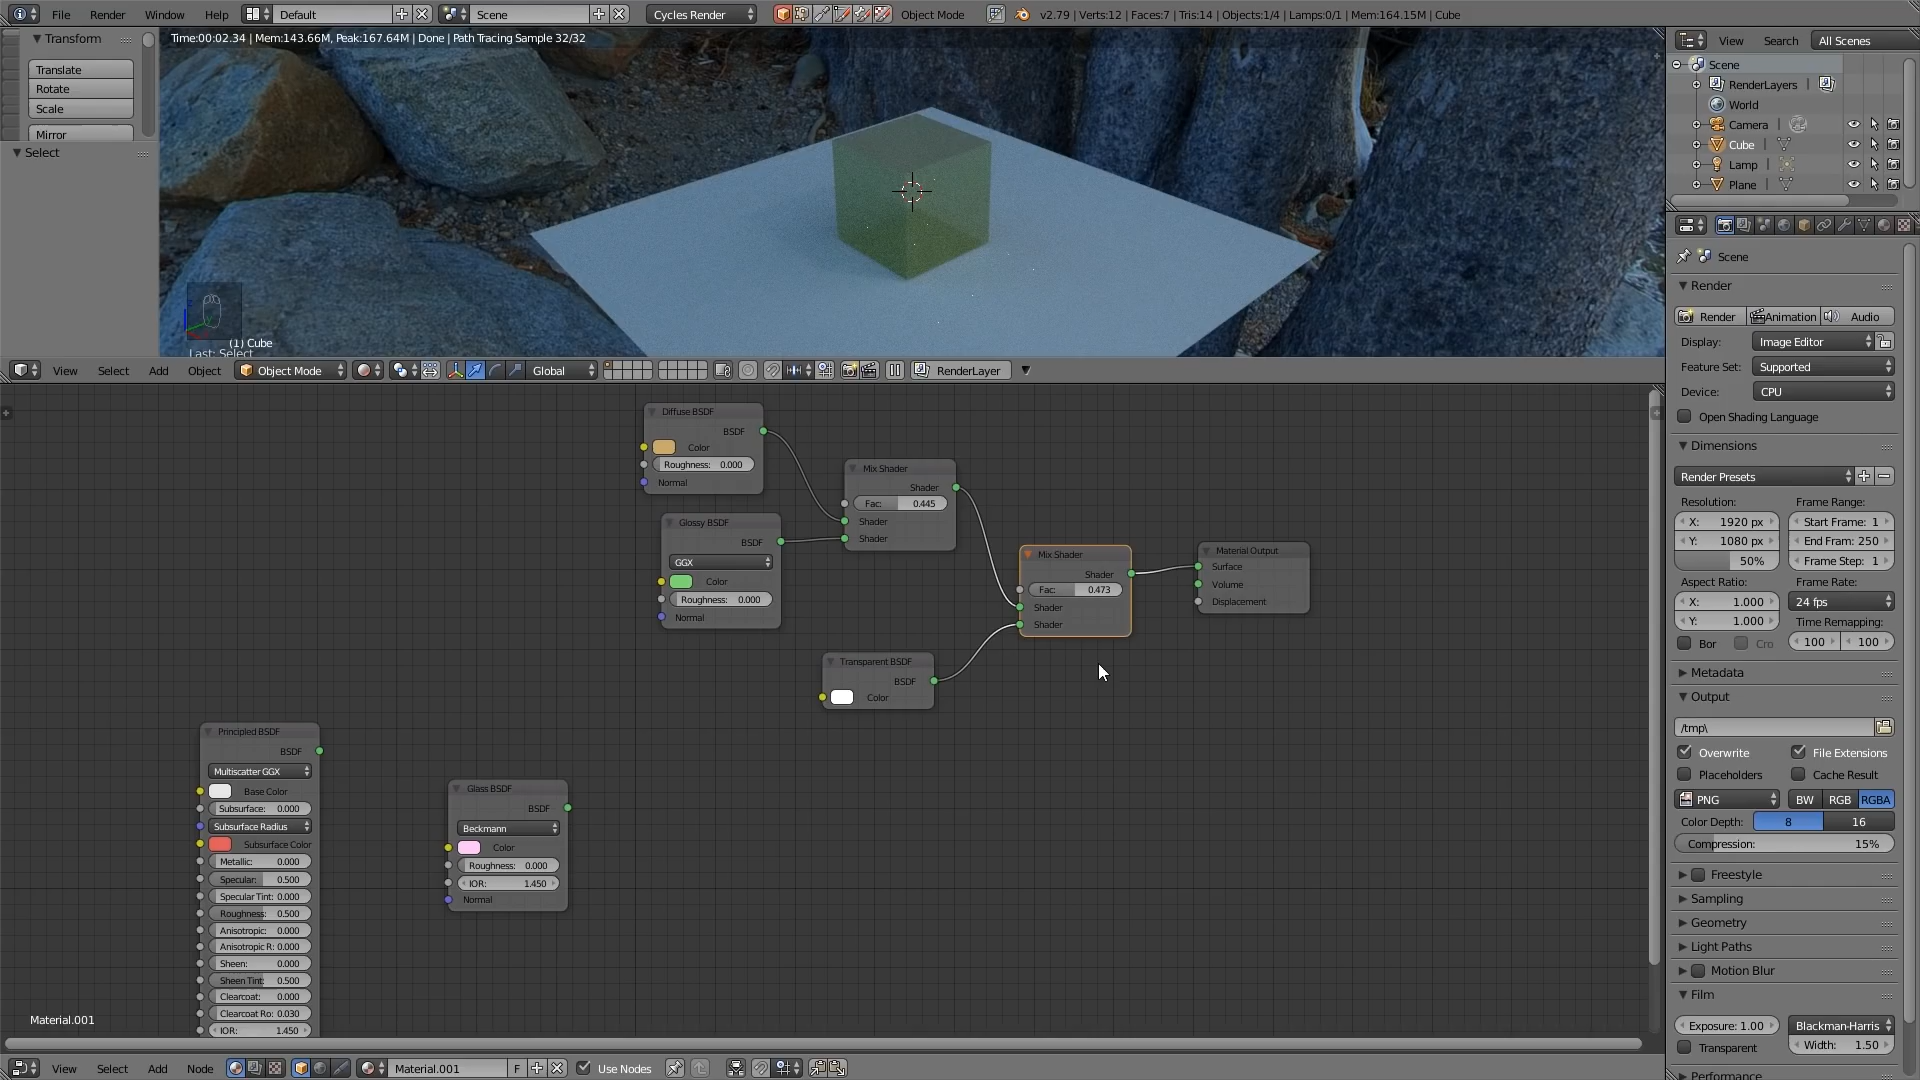 File Render Window Help Default Scene Cycles Render Object Mode v2.79 | Verts:12 | Faces:7 | Tris:14 | Objects:1/4 | Lamps:0/1 | Mem:164.15M | Cube
Transform
Translate
Rotate
Scale
Mirror
Select
Time:00:02.34 | Mem:143.66M, Peak:167.64M | Done | Path Tracing Sample 32/32
(1) Cube
Last: Select
View Select Add Object Object Mode Global RenderLayer
Diffuse BSDF
BSDF
Color
Roughness: 0.000
Normal
Glossy BSDF
BSDF
GGX
Color
Roughness: 0.000
Normal
Mix Shader
Shader
Fac: 0.445
Shader
Shader
Mix Shader
Shader
Fac: 0.473
Shader
Shader
Material Output
Surface
Volume
Displacement
Transparent BSDF
BSDF
Color
Principled BSDF
BSDF
Multiscatter GGX
Base Color
Subsurface: 0.000
Subsurface Radius
Subsurface Color
Metallic: 0.000
Specular: 0.500
Specular Tint: 0.000
Roughness: 0.500
Anisotropic: 0.000
Anisotropic R: 0.000
Sheen: 0.000
Sheen Tint: 0.500
Clearcoat: 0.000
Clearcoat Ro: 0.030
IOR: 1.450
Glass BSDF
BSDF
Beckmann
Color
Roughness: 0.000
IOR: 1.450
Normal
Material.001
View Select Add Node Material.001 F Use Nodes
View Search All Scenes
Scene
RenderLayers |
World
Camera |
Cube |
Lamp |
Plane |
Scene
Render
Render Animation Audio
Display: Image Editor
Feature Set: Supported
Device: CPU
Open Shading Language
Dimensions
Render Presets
Resolution: Frame Range:
X: 1920 px Start Frame: 1
Y: 1080 px End Fram: 250
50% Frame Step: 1
Aspect Ratio: Frame Rate:
X: 1.000 24 fps
Y: 1.000 Time Remapping:
Bor Cro 100 100
Metadata
Output
/tmp\
Overwrite File Extensions
Placeholders Cache Result
PNG BW RGB RGBA
Color Depth: 8 16
Compression: 15%
Freestyle
Sampling
Geometry
Light Paths
Motion Blur
Film
Exposure: 1.00 Blackman-Harris
Transparent Width: 1.50
Performance